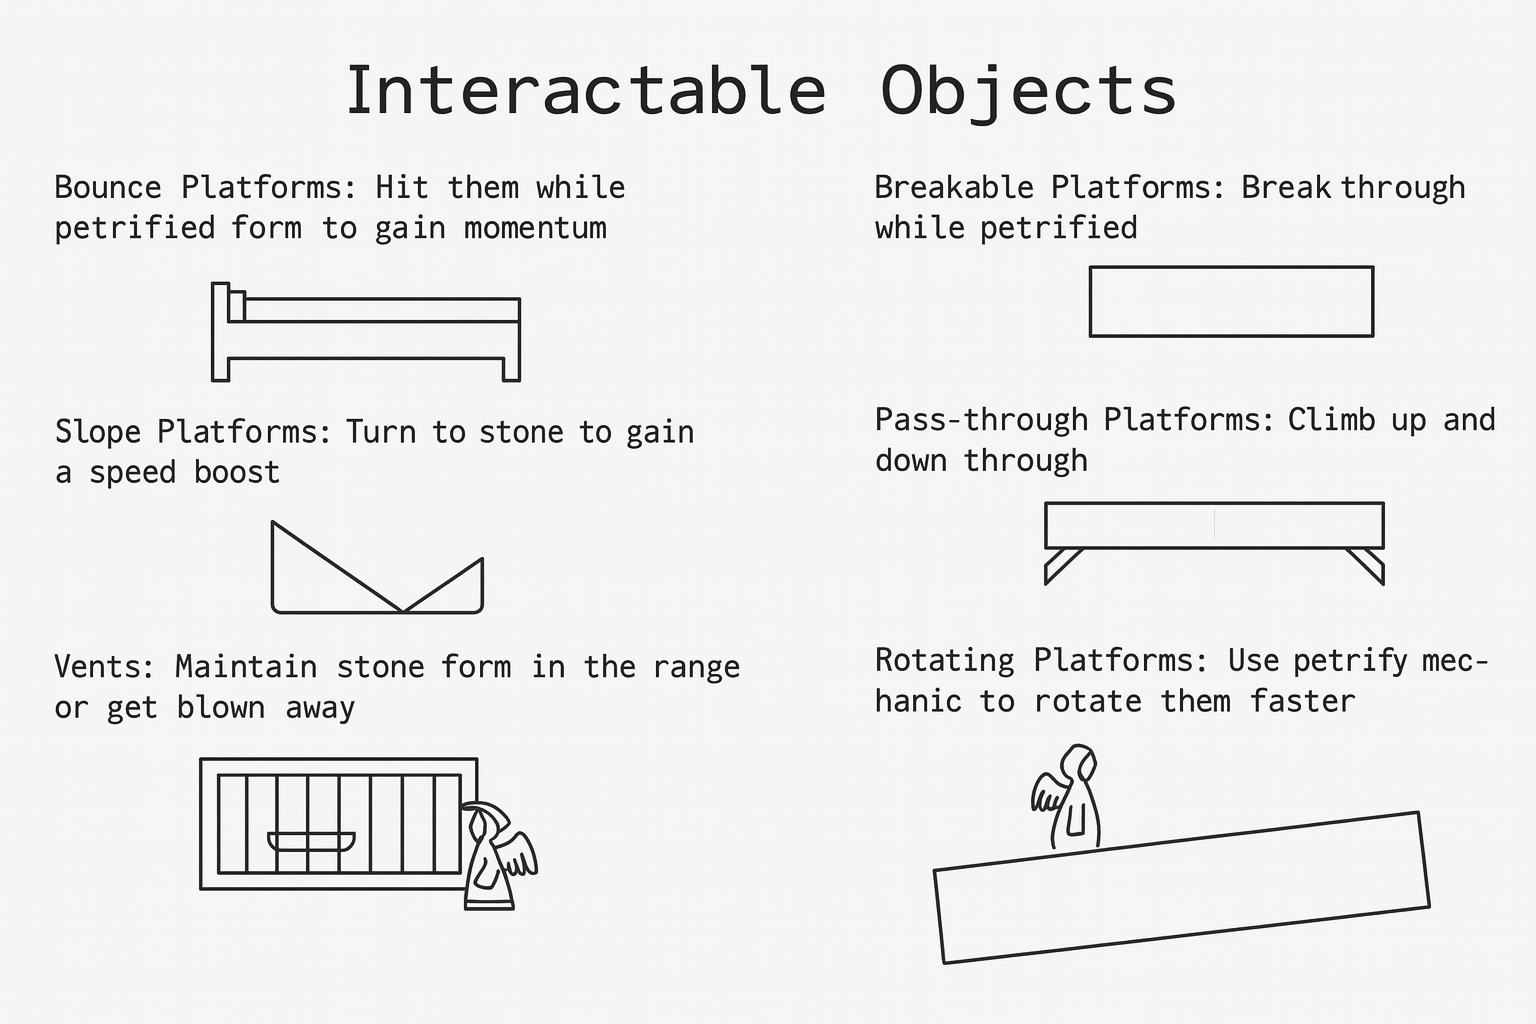 Interactable Objects
Bounce Platforms: Hit them while
petrified form to gain momentum
Slope Platforms: Turn to stone to gain
a speed boost
Vents: Maintain stone form in the range
or get blown away
Breakable Platforms: Break through
while petrified
Pass-through Platforms: Climb up and
down through
Rotating Platforms: Use petrify mec-
hanic to rotate them faster